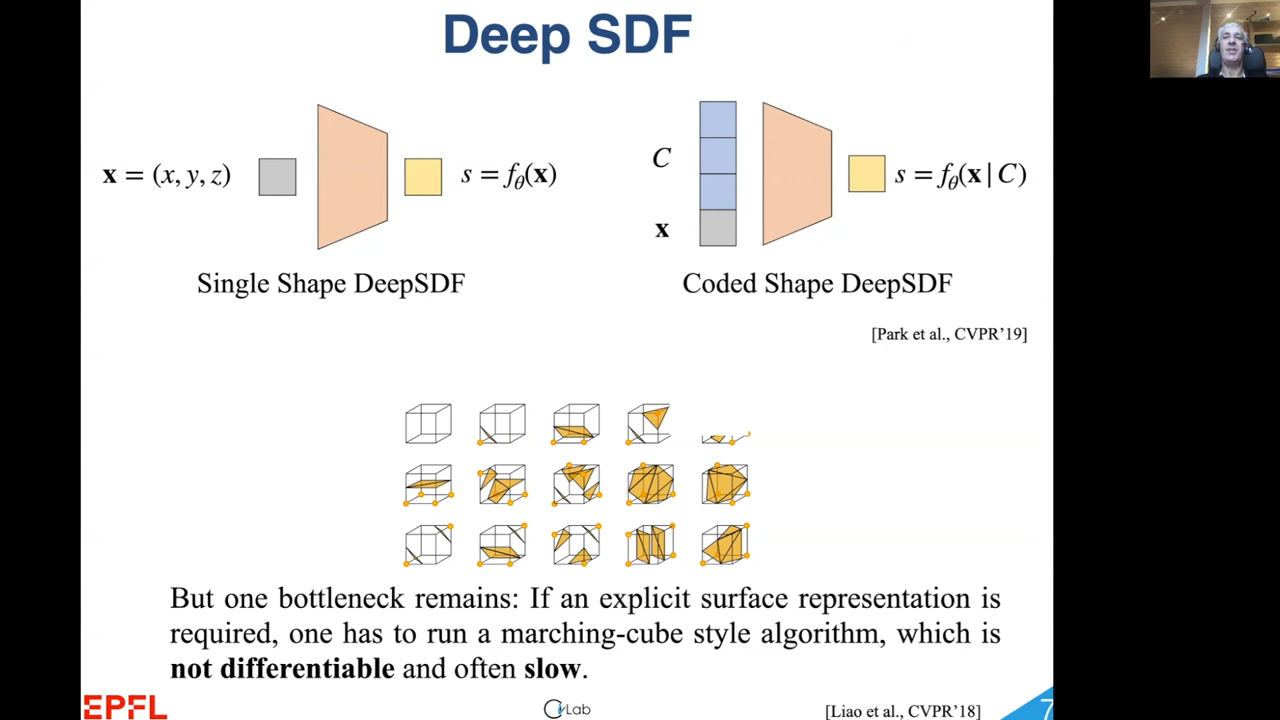 Deep SDF
x = (x, y, z)
s = f_θ(x)
C
x
s = f_θ(x | C)
Single Shape DeepSDF
Coded Shape DeepSDF
[Park et al., CVPR'19]
But one bottleneck remains: If an explicit surface representation is
required, one has to run a marching-cube style algorithm, which is
not differentiable and often slow.
EPFL
CvLab
[Liao et al., CVPR'18]
7